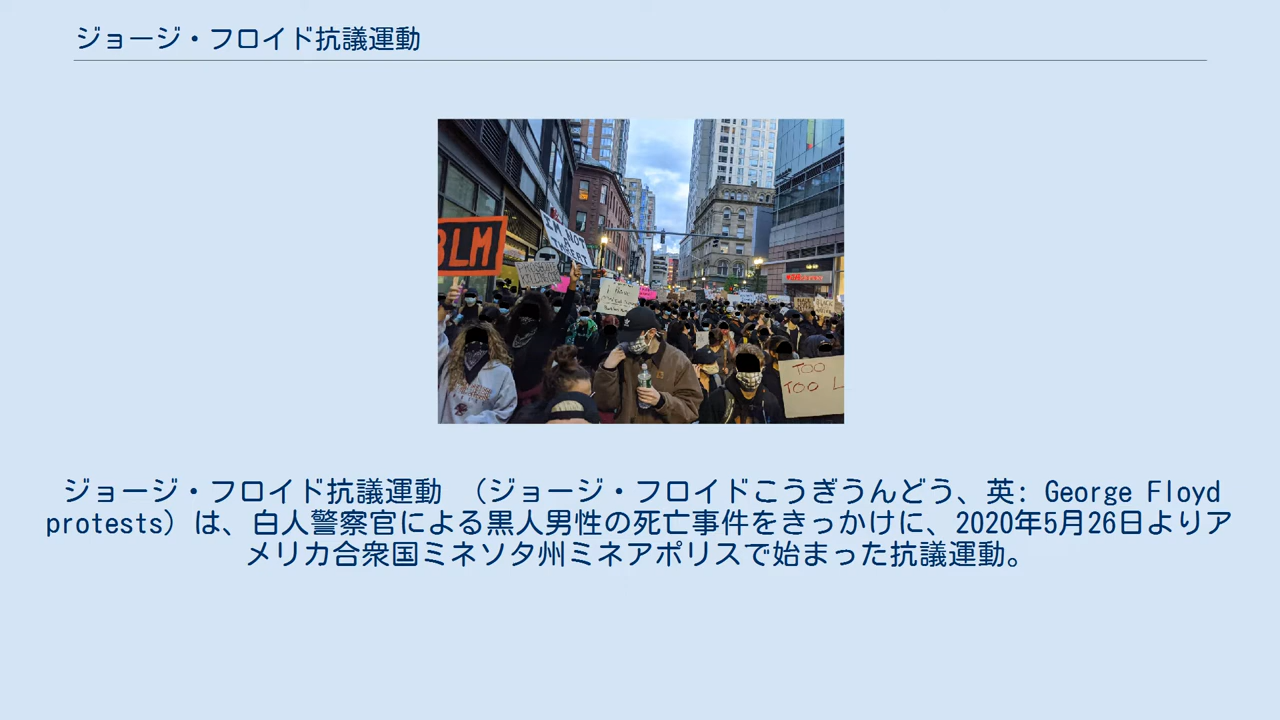 ジョージ・フロイド抗議運動
BLM
I'M NOT
TOO
TOO L
ジョージ・フロイド抗議運動 （ジョージ・フロイドこうぎうんどう、英: George Floyd
protests）は、白人警察官による黒人男性の死亡事件をきっかけに、2020年5月26日よりア
メリカ合衆国ミネソタ州ミネアポリスで始まった抗議運動。